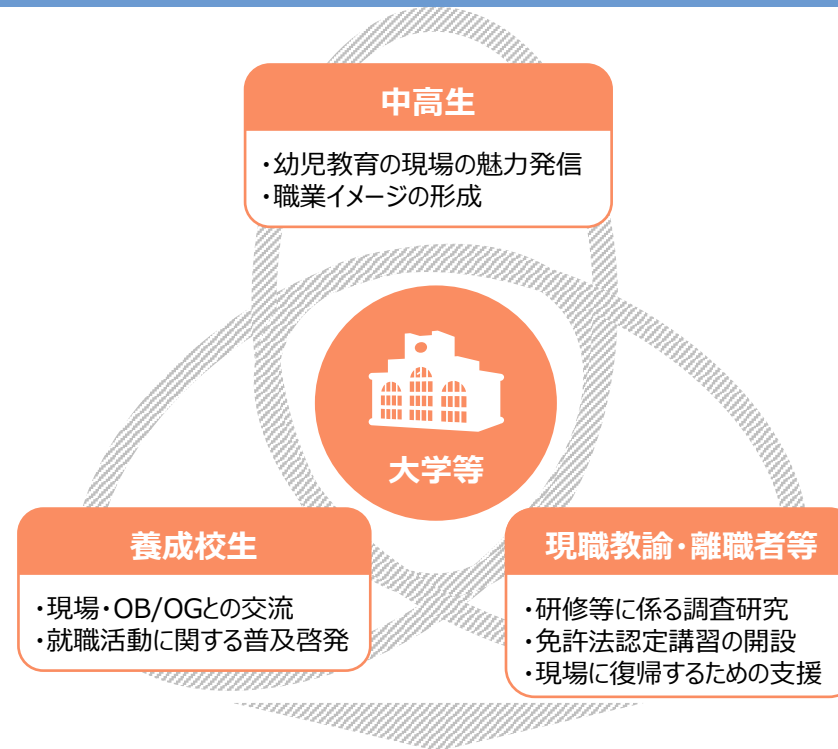 中高生
・幼児教育の現場の魅力発信
・職業イメージの形成
大学等
養成校生
・現場・OB/OGとの交流
・就職活動に関する普及啓発
現職教諭・離職者等
・研修等に係る調査研究
・免許法認定講習の開設
・現場に復帰するための支援